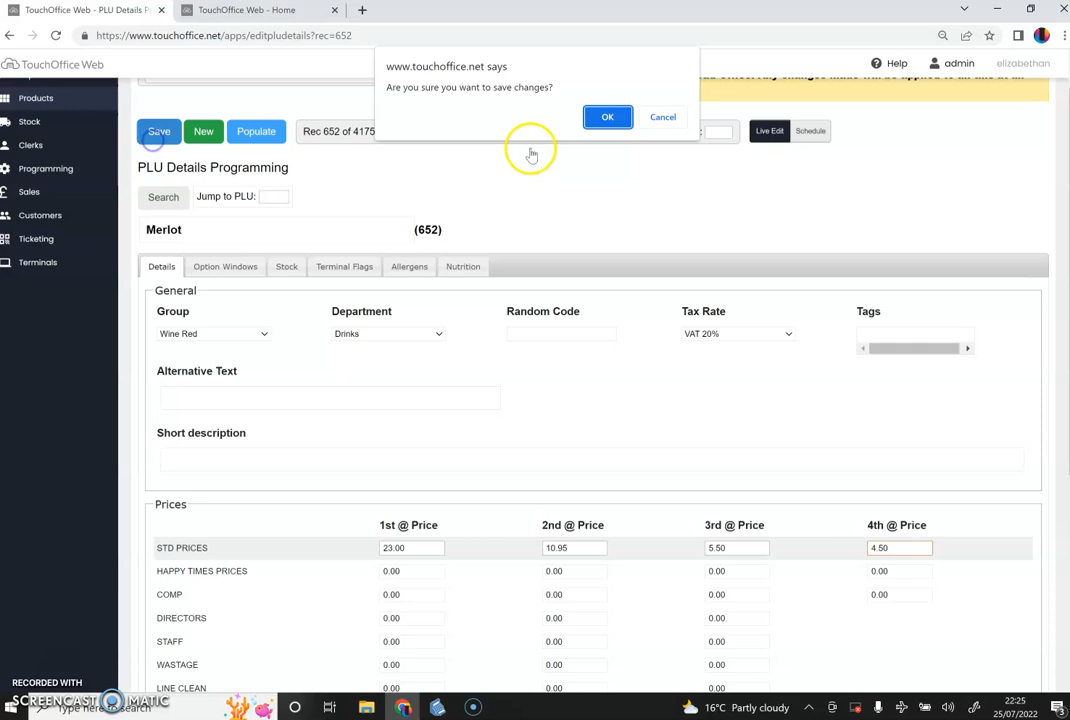 TouchOffice Web - PLU Details P
TouchOffice Web - Home
https://www.touchoffice.net/apps/editpludetails?rec=652
TouchOffice Web
Help
admin
elizabethan
www.touchoffice.net says
Are you sure you want to save changes?
OK
Cancel
Products
Stock
Clerks
Programming
Sales
Customers
Ticketing
Terminals
Save
New
Populate
Rec 652 of 4175
Live Edit
Schedule
PLU Details Programming
Search
Jump to PLU:
Merlot
(652)
Details
Option Windows
Stock
Terminal Flags
Allergens
Nutrition
General
Group
Department
Random Code
Tax Rate
Tags
Wine Red
Drinks
VAT 20%
Alternative Text
Short description
Prices
1st @ Price
2nd @ Price
3rd @ Price
4th @ Price
STD PRICES
23.00
10.95
5.50
4.50
HAPPY TIMES PRICES
0.00
0.00
0.00
0.00
COMP
0.00
0.00
0.00
0.00
DIRECTORS
0.00
0.00
0.00
STAFF
0.00
0.00
0.00
WASTAGE
0.00
0.00
0.00
LINE CLEAN
0.00
0.00
0.00
RECORDED WITH
SCREENCAST MATIC
Type here to search
16°C Partly cloudy
22:25
25/07/2022
3